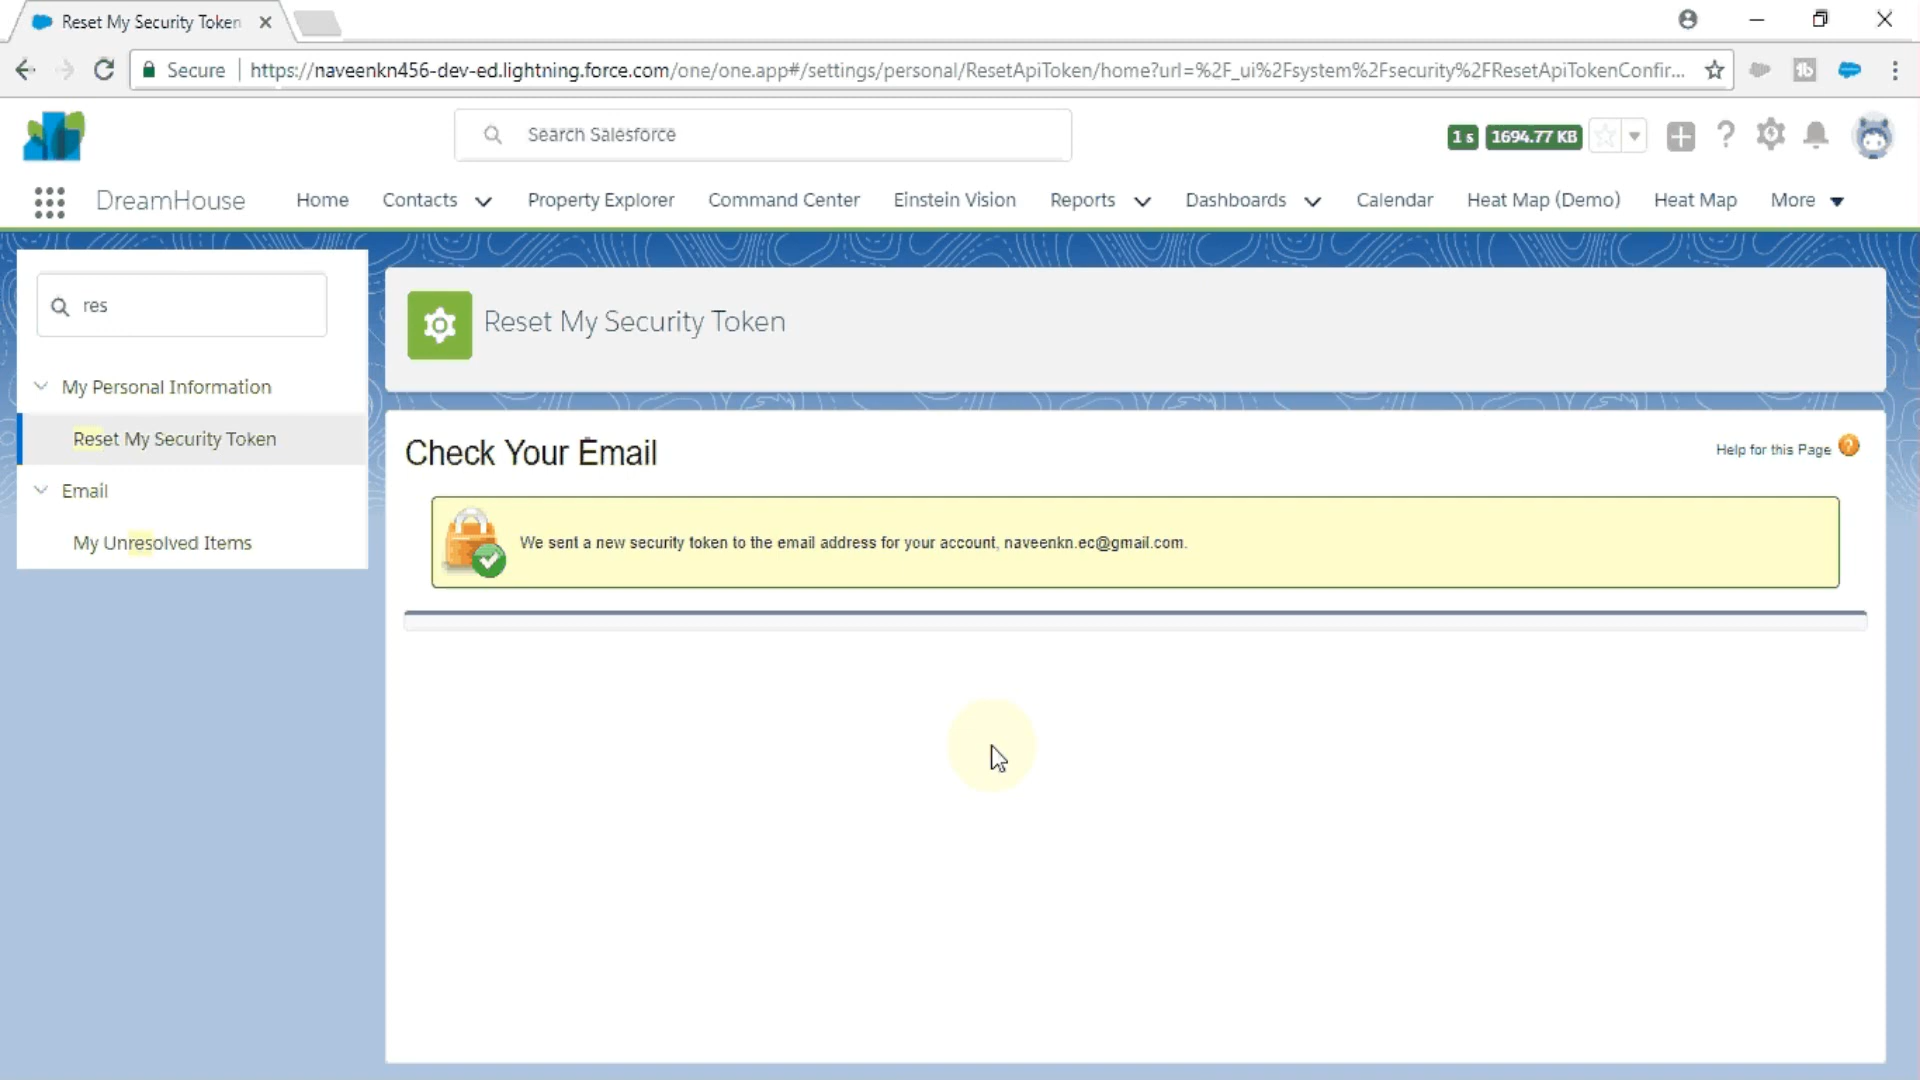 Reset My Security Token
Secure
https://naveenkn456-dev-ed.lightning.force.com/one/one.app#/settings/personal/ResetApiToken/home?url=%2F_ui%2Fsystem%2Fsecurity%2FResetApiTokenConfir...
Search Salesforce
1 s
1694.77 KB
DreamHouse
Home
Contacts
Property Explorer
Command Center
Einstein Vision
Reports
Dashboards
Calendar
Heat Map (Demo)
Heat Map
More
res
My Personal Information
Reset My Security Token
Email
My Unresolved Items
Reset My Security Token
Check Your Email
Help for this Page
We sent a new security token to the email address for your account, naveenkn.ec@gmail.com.